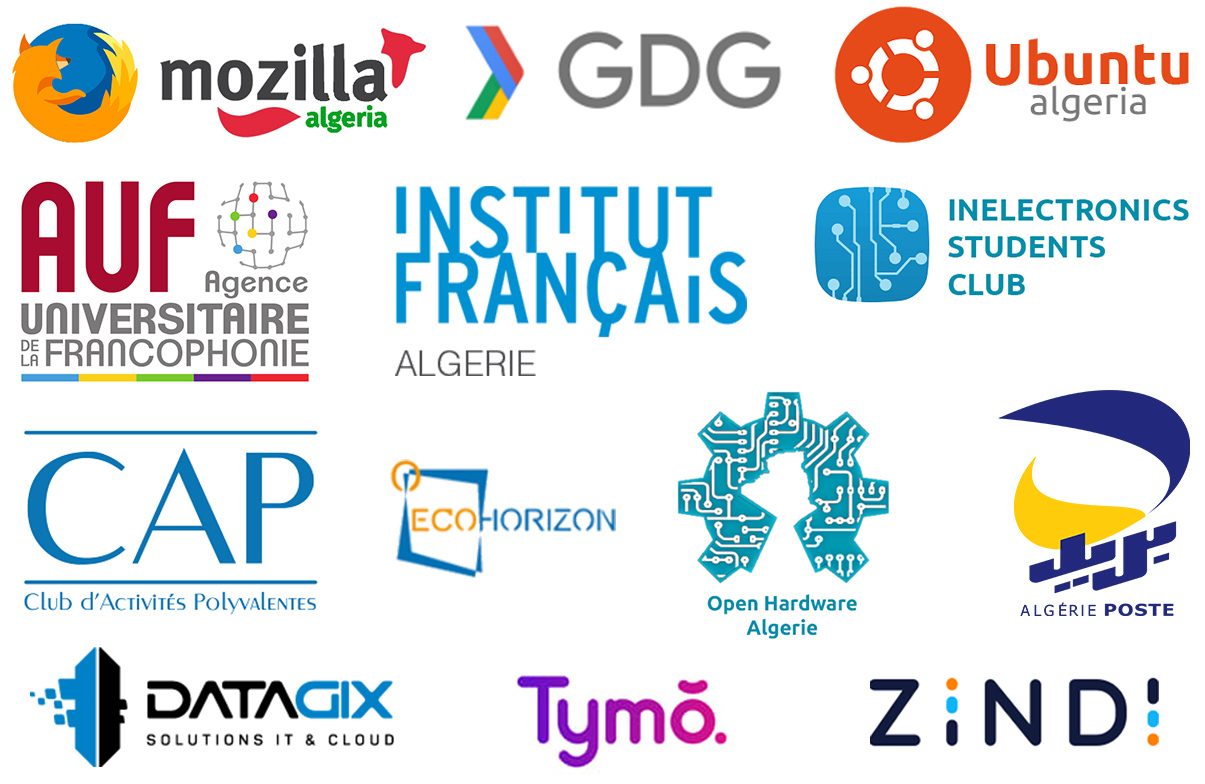 mozilla
algeria
GDG
Ubuntu
algeria
AUF
Agence
UNIVERSITAIRE
DE LA FRANCOPHONIE
INSTITUT
FRANÇAIS
ALGERIE
INELECTRONICS
STUDENTS
CLUB
CAP
Club d'Activités Polyvalentes
ECOHORIZON
Open Hardware
Algerie
بريد
ALGÉRIE POSTE
DATAGIX
SOLUTIONS IT & CLOUD
Tymō.
ZiNDi